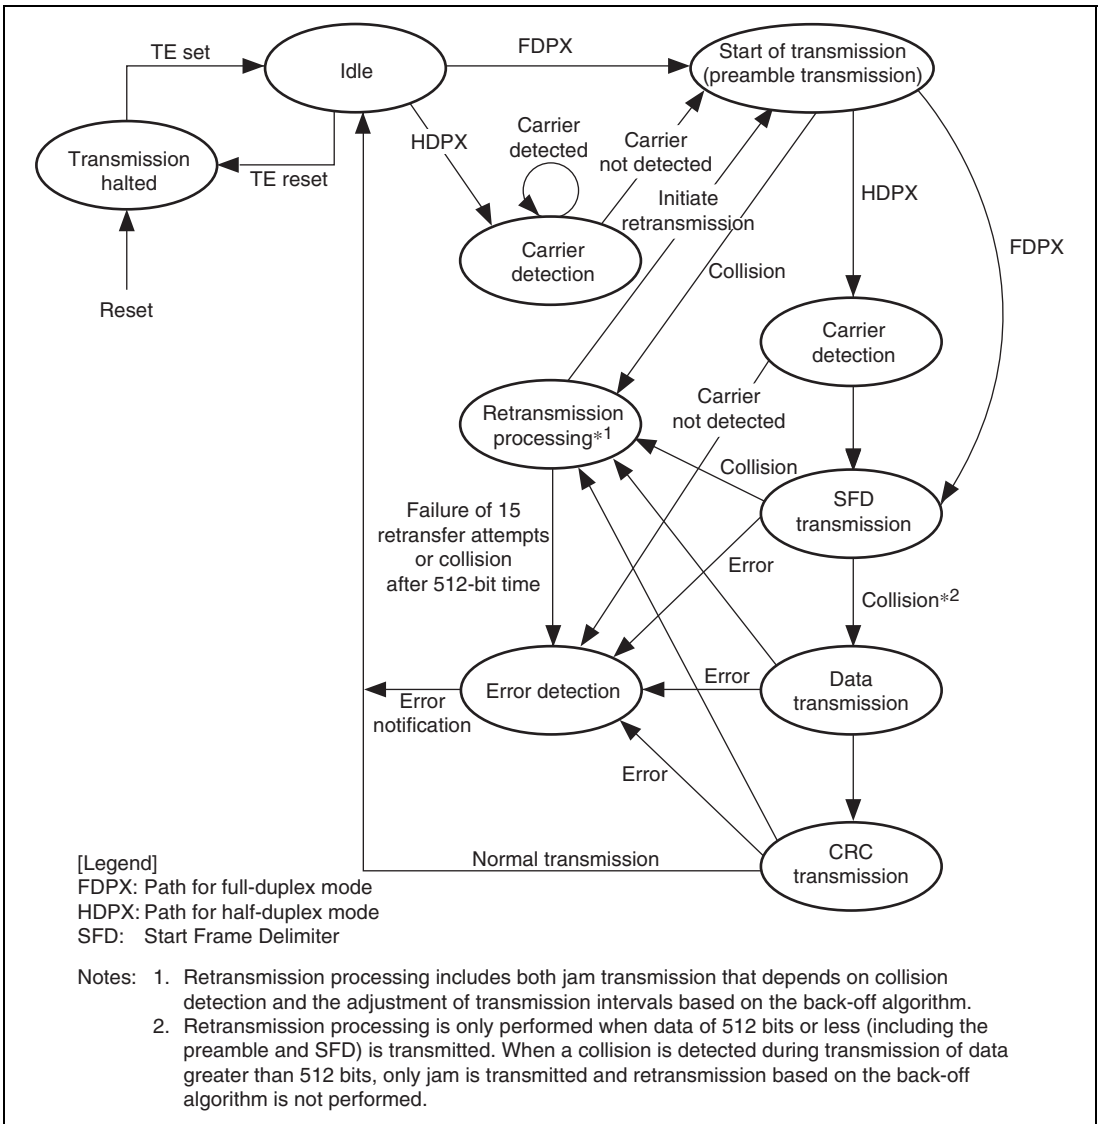 TE set
Idle
FDPX
Start of transmission
(preamble transmission)
Transmission
halted
TE reset
HDPX
Carrier
detected
Carrier
not detected
Reset
Carrier
detection
Initiate
retransmission
Collision
HDPX
FDPX
Carrier
detection
Carrier
not detected
Retransmission
processing*1
Collision
SFD
transmission
Failure of 15
retransfer attempts
or collision
after 512-bit time
Error
Collision*2
Error detection
Error
Data
transmission
Error
notification
Error
Normal transmission
CRC
transmission
[Legend]
FDPX: Path for full-duplex mode
HDPX: Path for half-duplex mode
SFD: Start Frame Delimiter
Notes: 1. Retransmission processing includes both jam transmission that depends on collision
detection and the adjustment of transmission intervals based on the back-off algorithm.
2. Retransmission processing is only performed when data of 512 bits or less (including the
preamble and SFD) is transmitted. When a collision is detected during transmission of data
greater than 512 bits, only jam is transmitted and retransmission based on the back-off
algorithm is not performed.